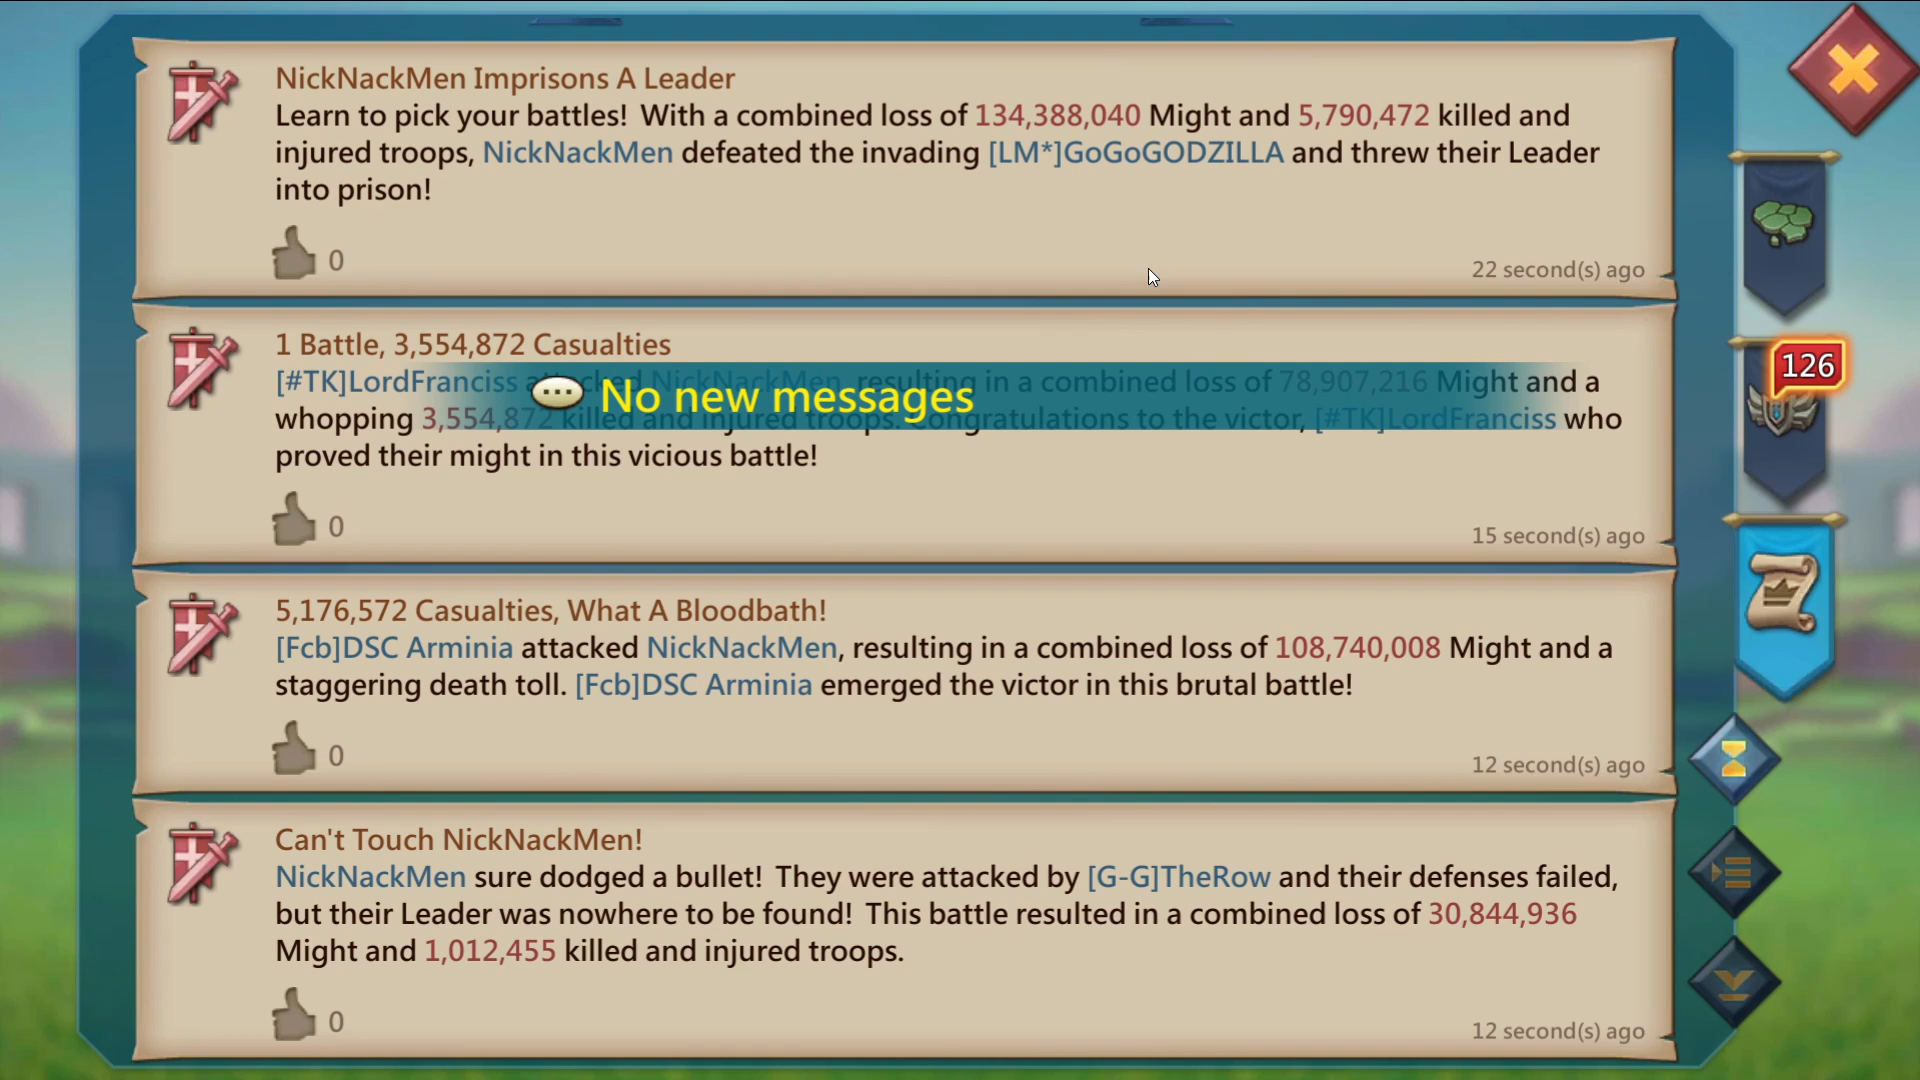 NickNackMen Imprisons A Leader
Learn to pick your battles! With a combined loss of 134,388,040 Might and 5,790,472 killed and
injured troops, NickNackMen defeated the invading [LM*]GoGoGODZILLA and threw their Leader
into prison!
0
22 second(s) ago
1 Battle, 3,554,872 Casualties
[#TK]LordFranciss attacked NickNackMen, resulting in a combined loss of 78,907,216 Might and a
No new messages
whopping 3,554,872 killed and injured troops. Congratulations to the victor, [#TK]LordFranciss who
proved their might in this vicious battle!
0
15 second(s) ago
126
5,176,572 Casualties, What A Bloodbath!
[Fcb]DSC Arminia attacked NickNackMen, resulting in a combined loss of 108,740,008 Might and a
staggering death toll. [Fcb]DSC Arminia emerged the victor in this brutal battle!
0
12 second(s) ago
Can't Touch NickNackMen!
NickNackMen sure dodged a bullet! They were attacked by [G-G]TheRow and their defenses failed,
but their Leader was nowhere to be found! This battle resulted in a combined loss of 30,844,936
Might and 1,012,455 killed and injured troops.
0
12 second(s) ago